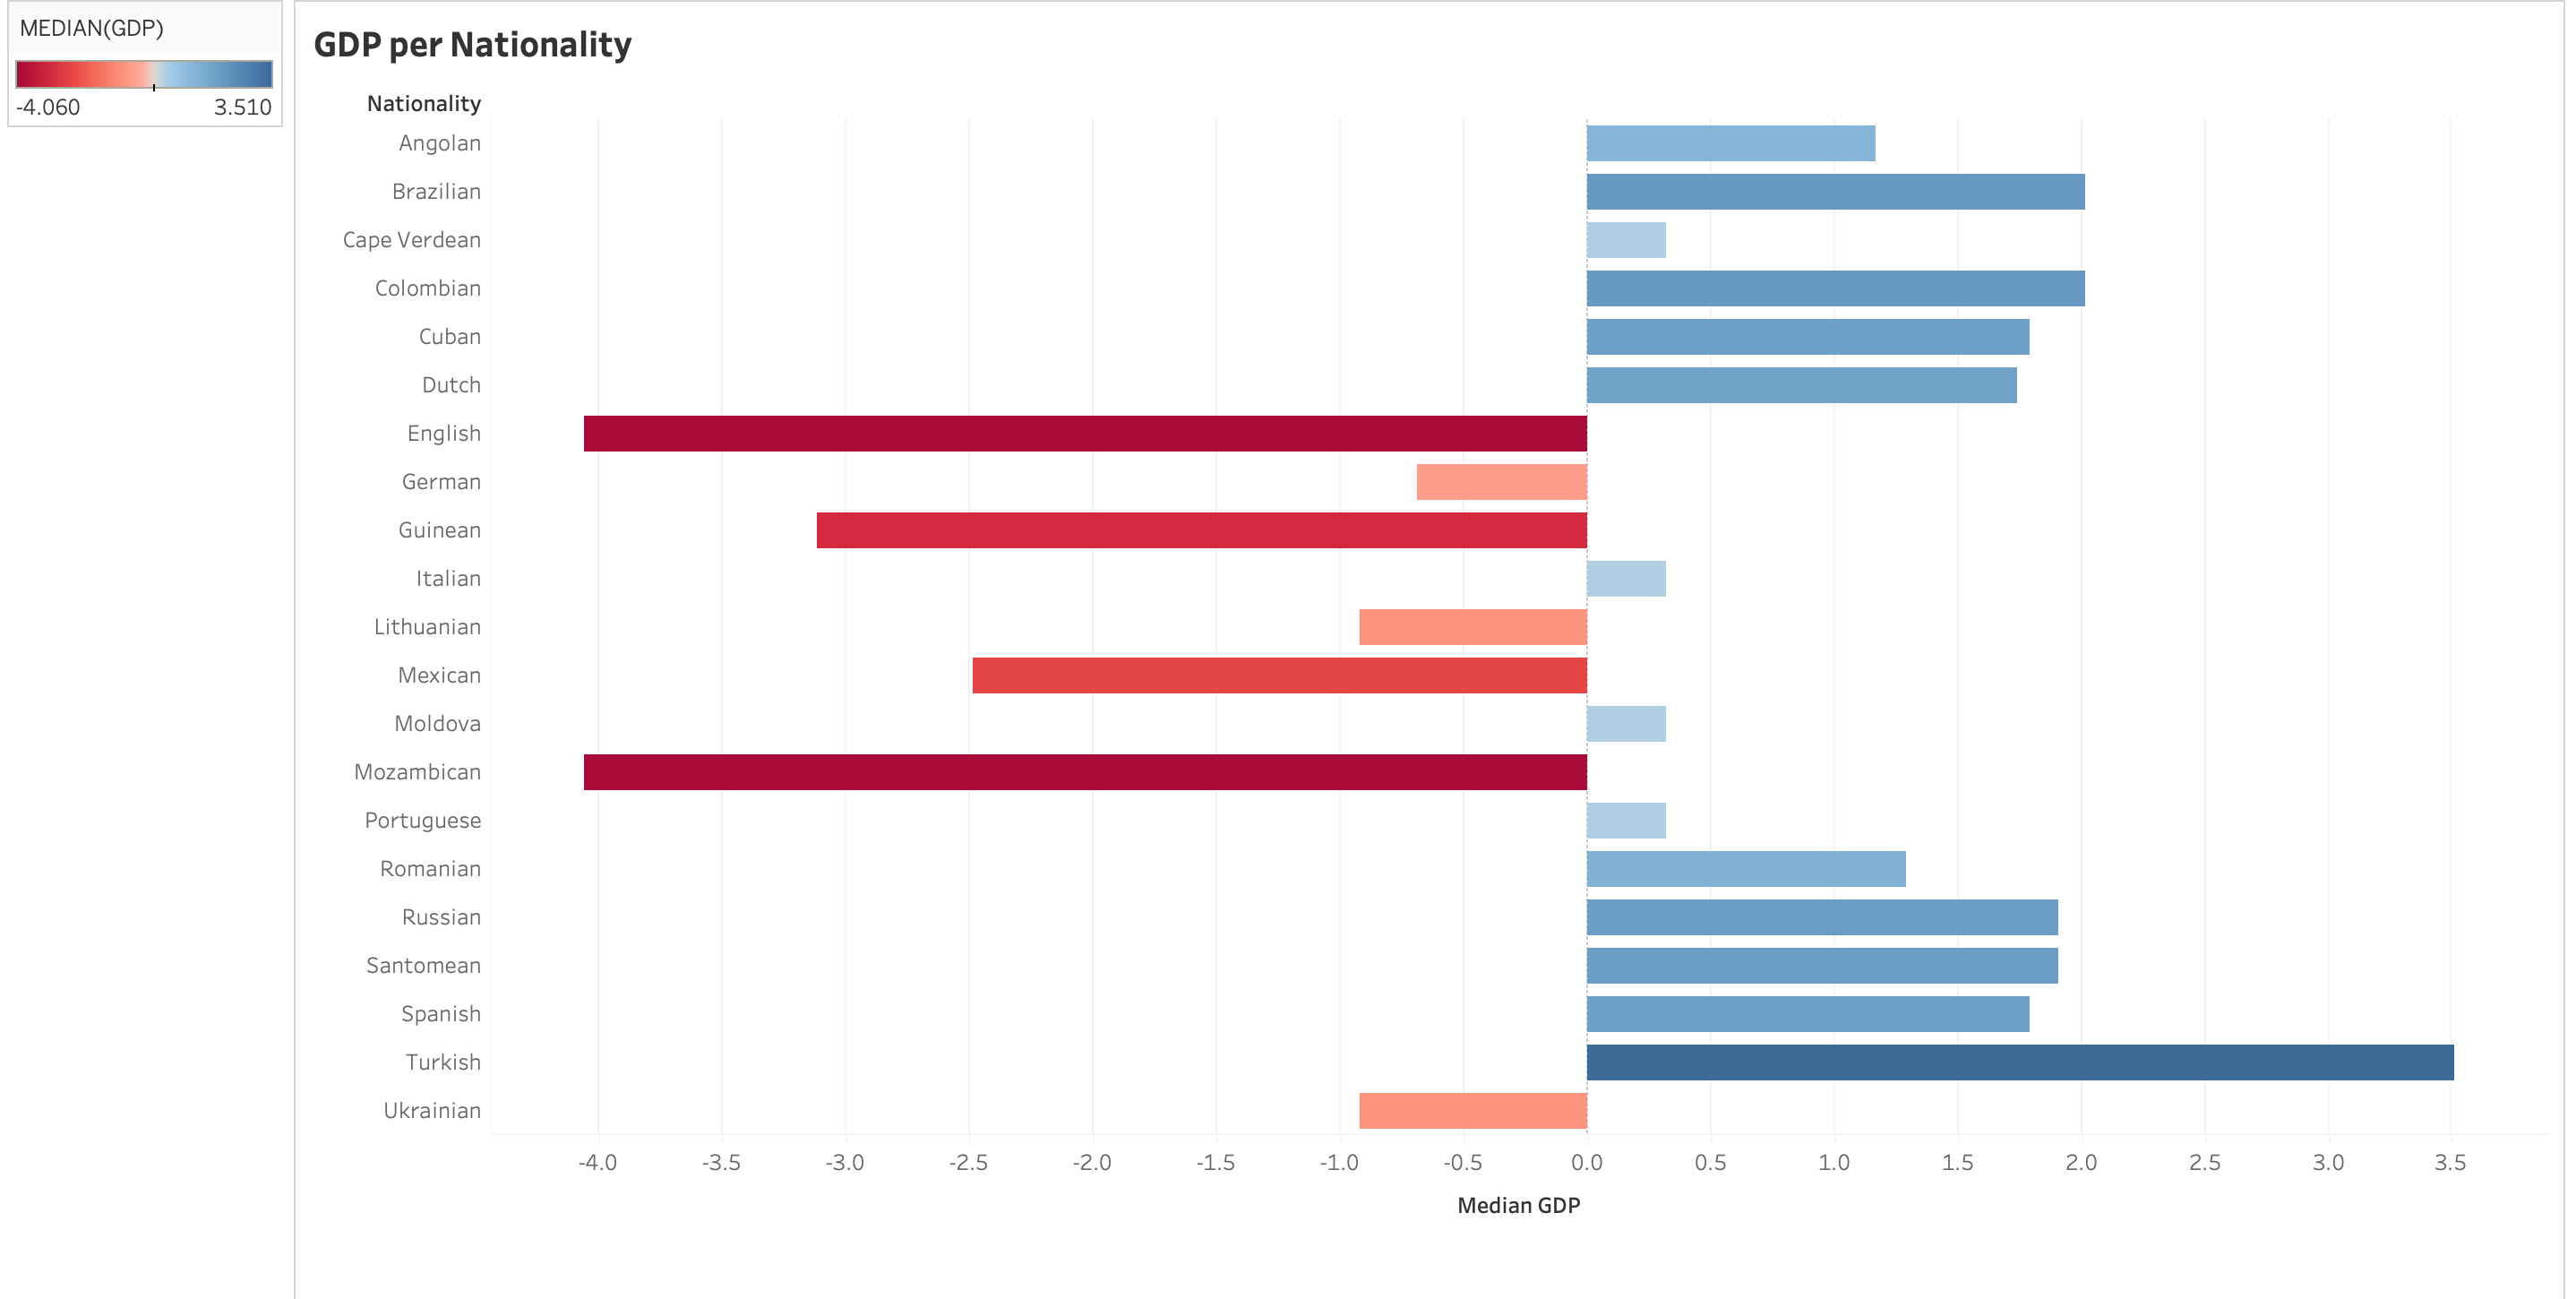 MEDIAN(GDP)
-4.060 3.510
GDP per Nationality
Nationality
Angolan
Brazilian
Cape Verdean
Colombian
Cuban
Dutch
English
German
Guinean
Italian
Lithuanian
Mexican
Moldova
Mozambican
Portuguese
Romanian
Russian
Santomean
Spanish
Turkish
Ukrainian
-4.0 -3.5 -3.0 -2.5 -2.0 -1.5 -1.0 -0.5 0.0 0.5 1.0 1.5 2.0 2.5 3.0 3.5
Median GDP